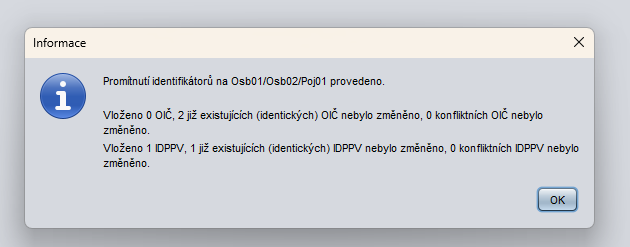 Informace
Promítnutí identifikátorů na Osb01/Osb02/Poj01 provedeno.
Vloženo 0 OIČ, 2 již existujících (identických) OIČ nebylo změněno, 0 konfliktních OIČ nebylo
změněno.
Vloženo 1 IDPPV, 1 již existujících (identických) IDPPV nebylo změněno, 0 konfliktních IDPPV nebylo
změněno.
OK